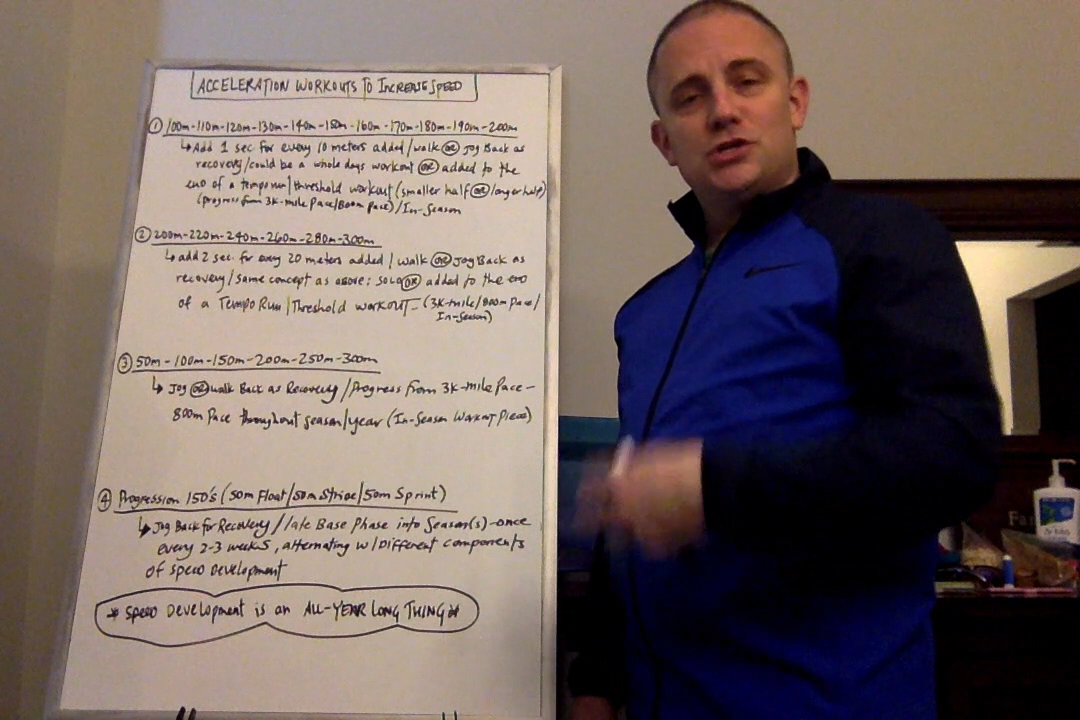 ACCELERATION WORKOUTS TO INCREASE SPEED
① 100m-110m-120m-130m-140m-150m-160m-170m-180m-190m-200m
↳ Add 1 sec for every 10 meters added/walk OR Jog Back as
recovery/could be a whole days workout OR added to the
end of a tempo run/threshold workout (smaller half OR longer half)
(progress from 3K-mile Pace/800m pace)/In-Season
② 200m-220m-240m-260m-280m-300m
↳ add 2 sec. for every 20 meters added/walk OR Jog Back as
recovery/same concept as above: solo OR added to the end
of a Tempo Run/Threshold workout-(3K-mile/800m Pace/
In-Season)
③ 50m-100m-150m-200m-250m-300m
↳ Jog OR walk Back as Recovery/Progress from 3K-mile Pace-
800m Pace throughout season/year (In-Season Workout Piece)
④ Progression 150's (50m Float/50m Stride/50m Sprint)
↳ Jog Back for Recovery/late Base Phase into Season(s)-once
every 2-3 weeks, alternating w/Different components
of speed Development
* Speed Development is an ALL-YEAR LONG THING *